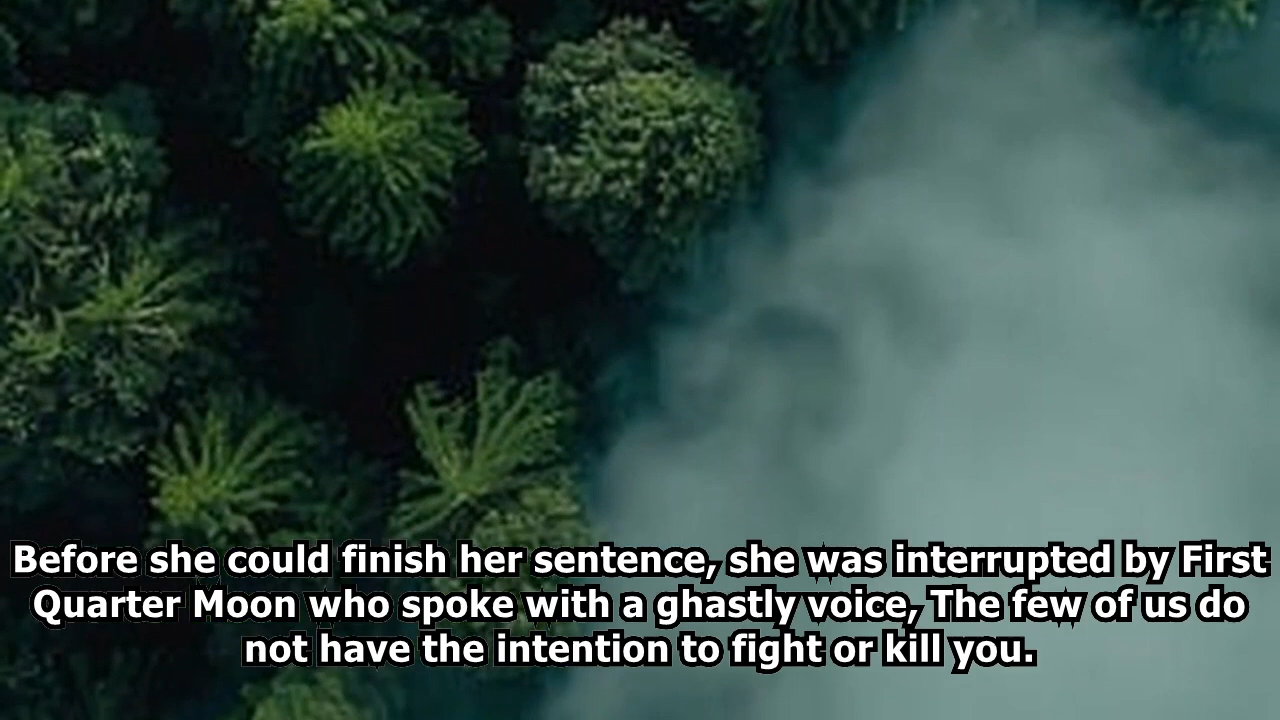 Before she could finish her sentence, she was interrupted by First
Quarter Moon who spoke with a ghastly voice, The few of us do
not have the intention to fight or kill you.